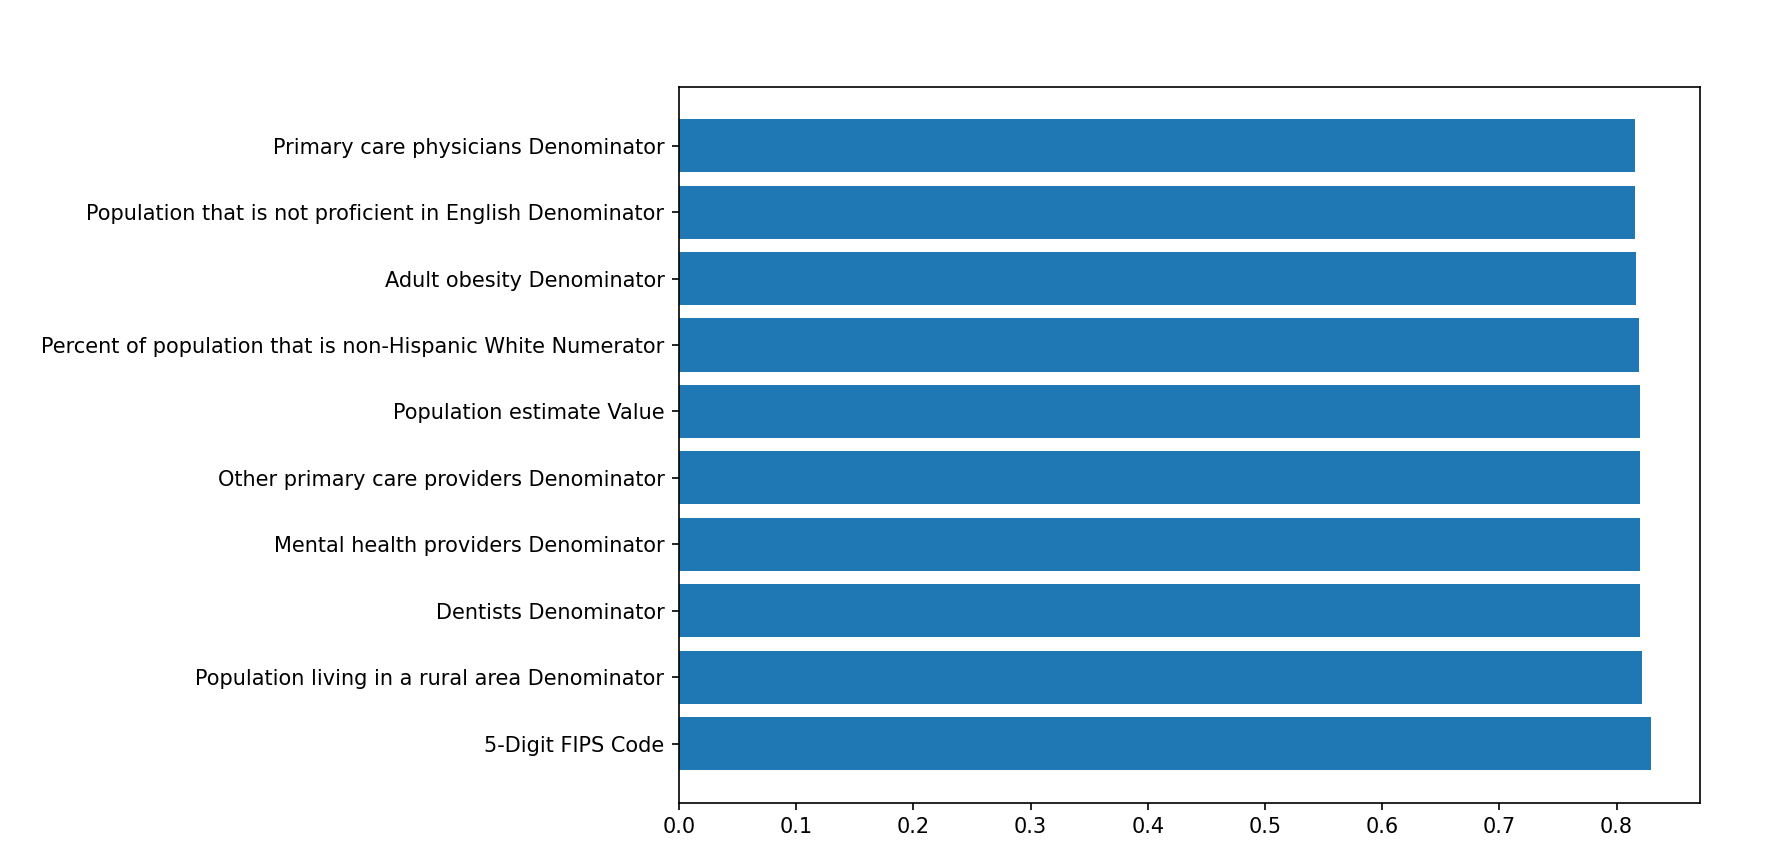 Primary care physicians Denominator
Population that is not proficient in English Denominator
Adult obesity Denominator
Percent of population that is non-Hispanic White Numerator
Population estimate Value
Other primary care providers Denominator
Mental health providers Denominator
Dentists Denominator
Population living in a rural area Denominator
5-Digit FIPS Code
0.0 0.1 0.2 0.3 0.4 0.5 0.6 0.7 0.8